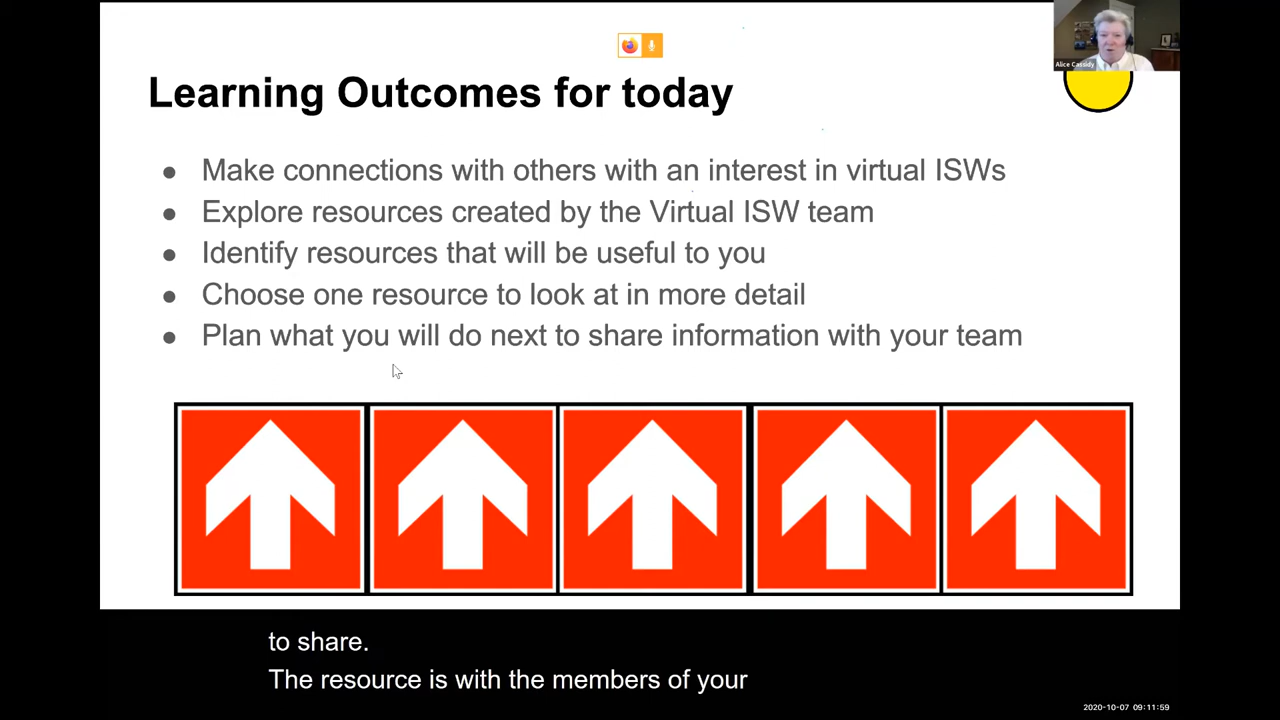 Alice Cassidy
Learning Outcomes for today
● Make connections with others with an interest in virtual ISWs
● Explore resources created by the Virtual ISW team
● Identify resources that will be useful to you
● Choose one resource to look at in more detail
● Plan what you will do next to share information with your team
to share.
The resource is with the members of your
2020-10-07 09:11:59